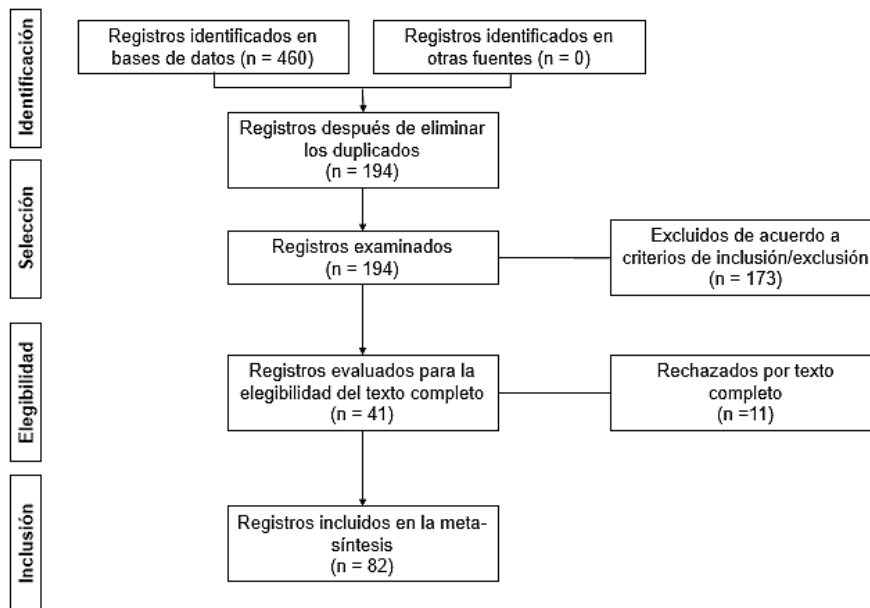 Identificación
Registros identificados en
bases de datos (n = 460)
Registros identificados en
otras fuentes (n = 0)
Registros después de eliminar
los duplicados
(n = 194)
Selección
Registros examinados
(n = 194)
Excluidos de acuerdo a
criterios de inclusión/exclusión
(n = 173)
Elegibilidad
Registros evaluados para la
elegibilidad del texto completo
(n = 41)
Rechazados por texto
completo
(n =11)
Inclusión
Registros incluidos en la meta-
síntesis
(n = 82)